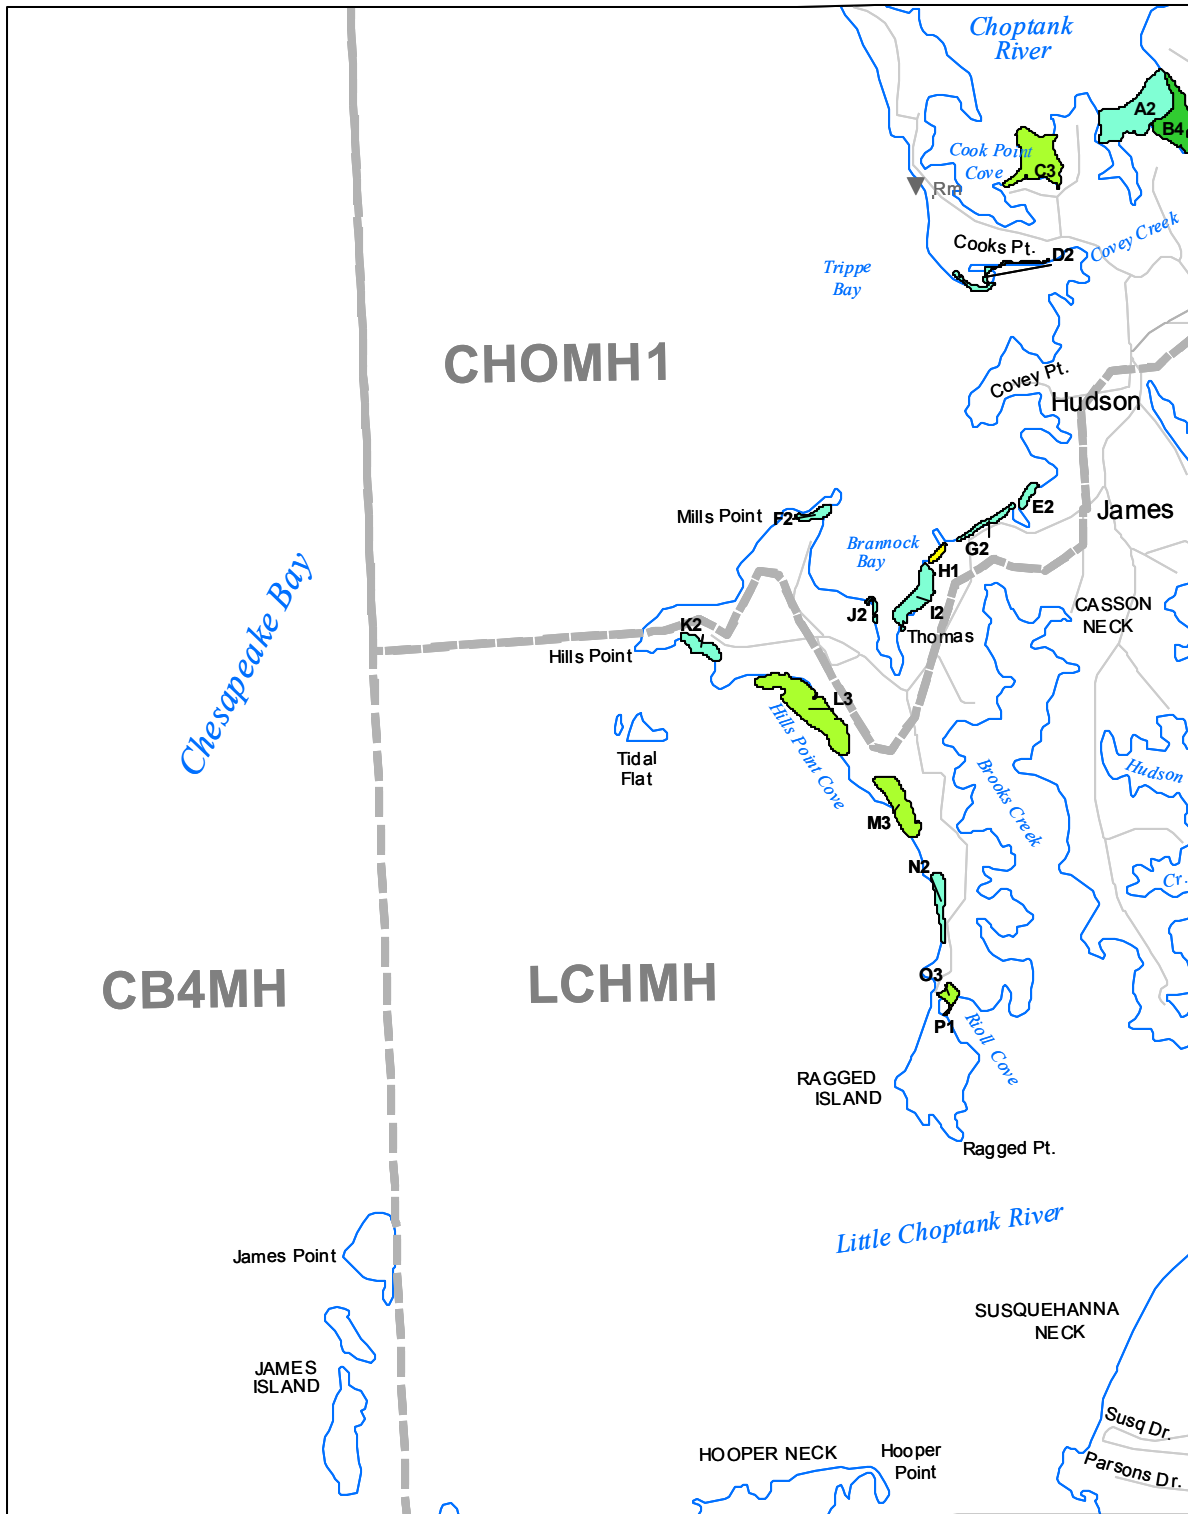 Choptank
River
A2
B4
Cook Point
Cove
C3
Rm
Cooks Pt.
D2
Covey Creek
Trippe
Bay
CHOMH1
Covey Pt.
Hudson
E2
James
Mills Point
F2
Brannock
Bay
G2
H1
Chesapeake Bay
CASSON
NECK
J2
I2
K2
Thomas
Hills Point
L3
Hills Point Cove
Tidal
Flat
Brooks Creek
Hudson
M3
N2
Cr.
CB4MH
LCHMH
O3
P1
Rioll Cove
RAGGED
ISLAND
Ragged Pt.
Little Choptank River
James Point
SUSQUEHANNA
NECK
JAMES
ISLAND
Susq Dr.
HOOPER NECK
Hooper
Point
Parsons Dr.